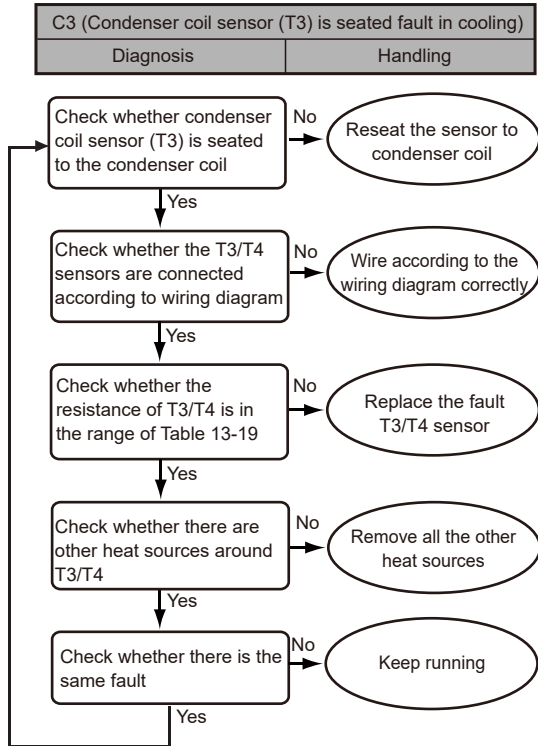 C3 (Condenser coil sensor (T3) is seated fault in cooling)
Diagnosis
Handling
Check whether condenser
coil sensor (T3) is seated
to the condenser coil
No
Reseat the sensor to
condenser coil
Yes
Check whether the T3/T4
sensors are connected
according to wiring diagram
No
Wire according to the
wiring diagram correctly
Yes
Check whether the
resistance of T3/T4 is in
the range of Table 13-19
No
Replace the fault
T3/T4 sensor
Yes
Check whether there are
other heat sources around
T3/T4
No
Remove all the other
heat sources
Yes
Check whether there is the
same fault
No
Keep running
Yes